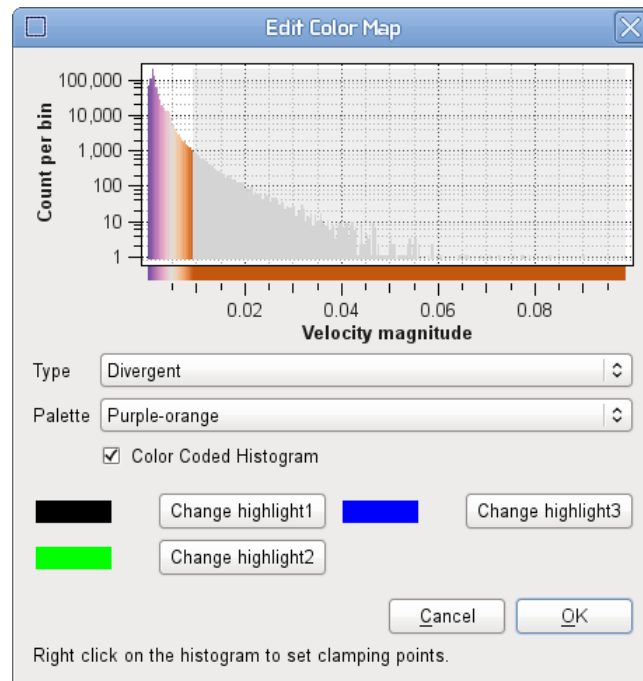 Edit Color Map
100,000
10,000
1,000
100
10
1
Count per bin
0.02 0.04 0.06 0.08
Velocity magnitude
Type Divergent
Palette Purple-orange
Color Coded Histogram
Change highlight1 Change highlight3
Change highlight2
Cancel OK
Right click on the histogram to set clamping points.